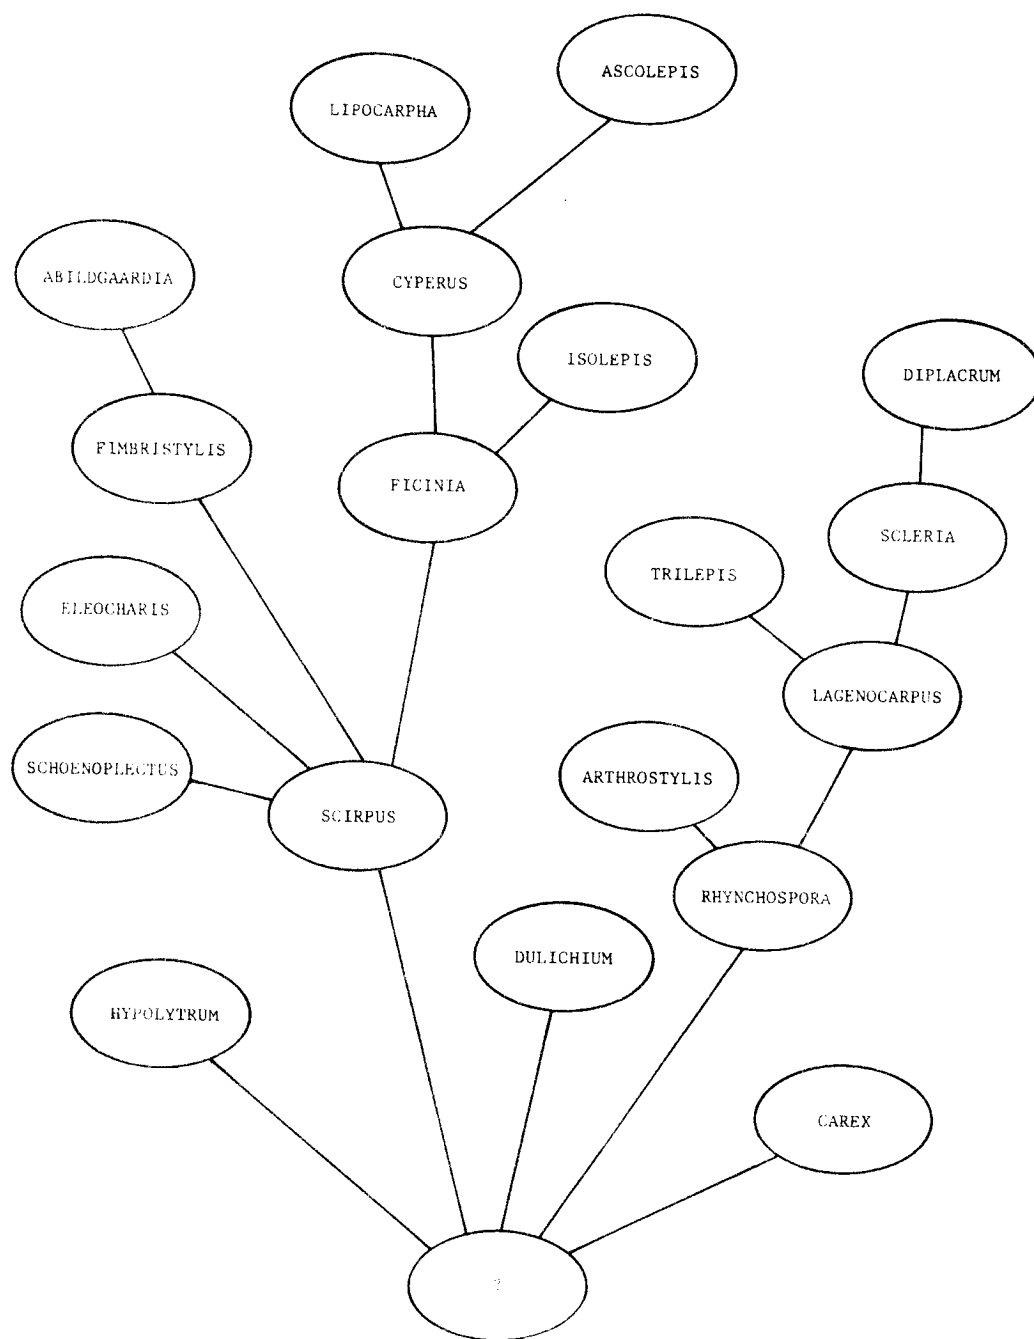 ASCOLEPIS
LIPOCARPHA
ABILDGAARDIA
CYPERUS
ISOLEPIS
DIPLACRUM
FIMBRISTYLIS
FICINIA
SCLERIA
TRILEPIS
ELEOCHARIS
LAGENOCARPUS
SCHOENOPLECTUS
ARTHROSTYLIS
SCIRPUS
RHYNCHOSPORA
DULICHIUM
HYPOLYTRUM
CAREX
?